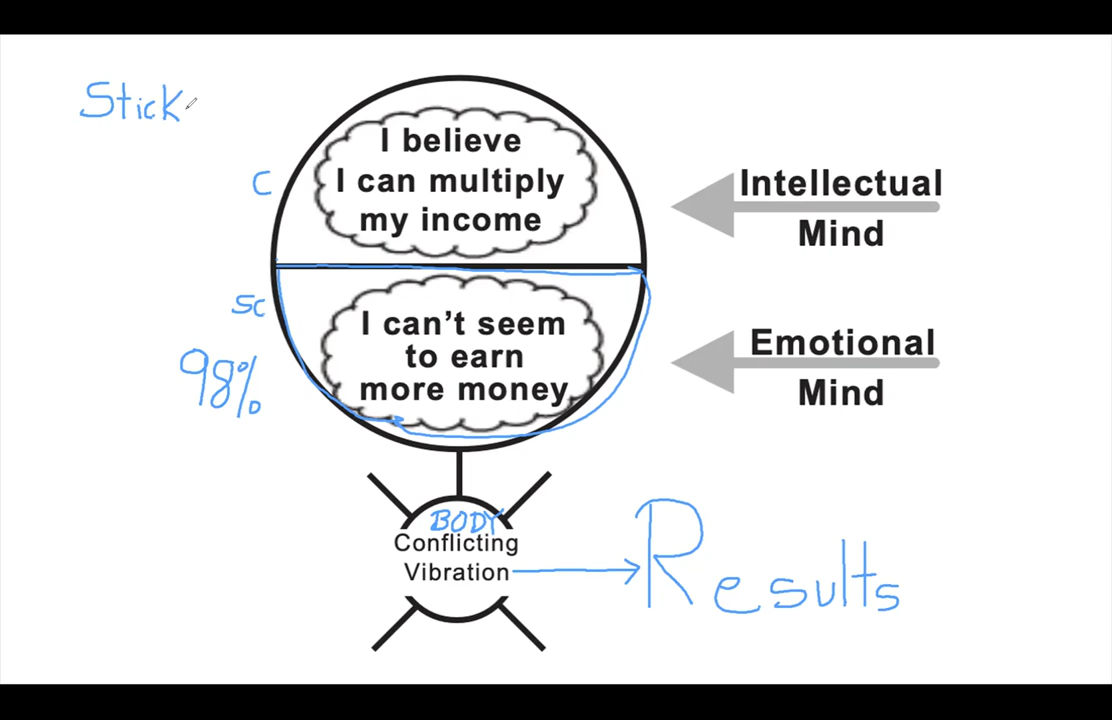 Stick
I believe
I can multiply
my income
C
Intellectual
Mind
SC
98%
I can't seem
to earn
more money
Emotional
Mind
BODY
Conflicting
Vibration
Results